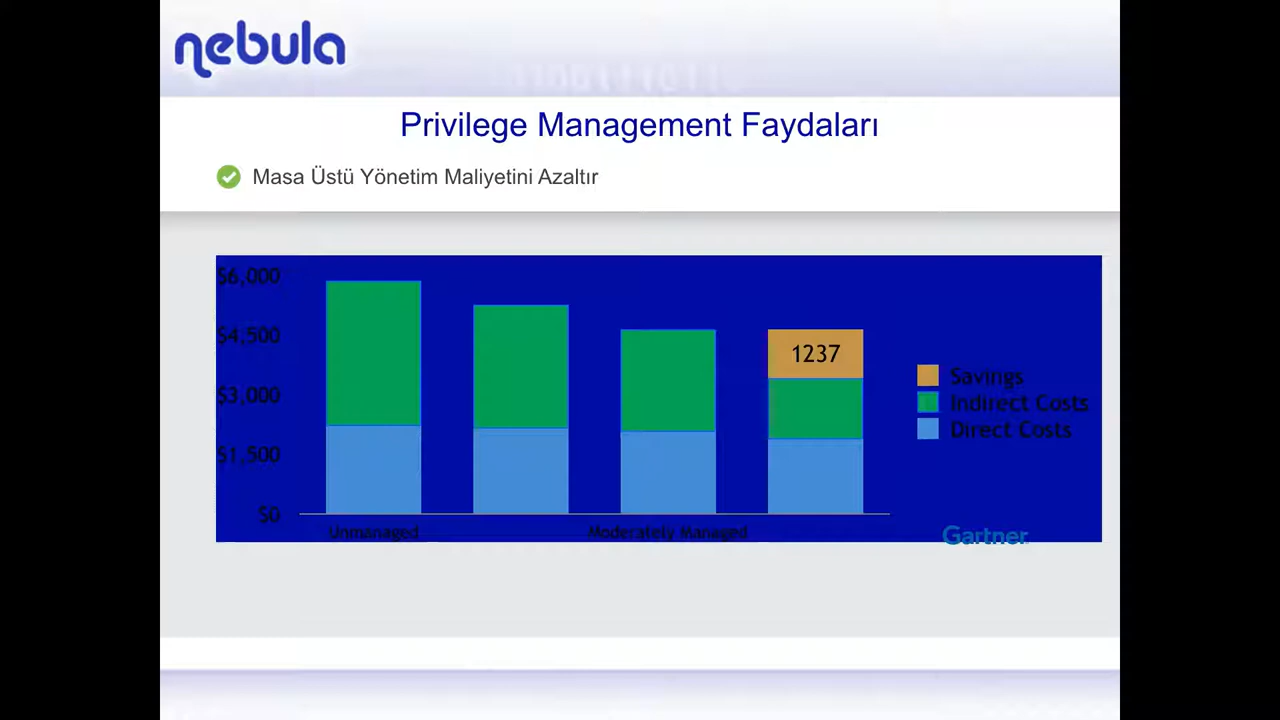 nebula
Privilege Management Faydaları
Masa Üstü Yönetim Maliyetini Azaltır
$6,000
$4,500
$3,000
$1,500
$0
1237
Unmanaged
Moderately Managed
Savings
Indirect Costs
Direct Costs
Gartner